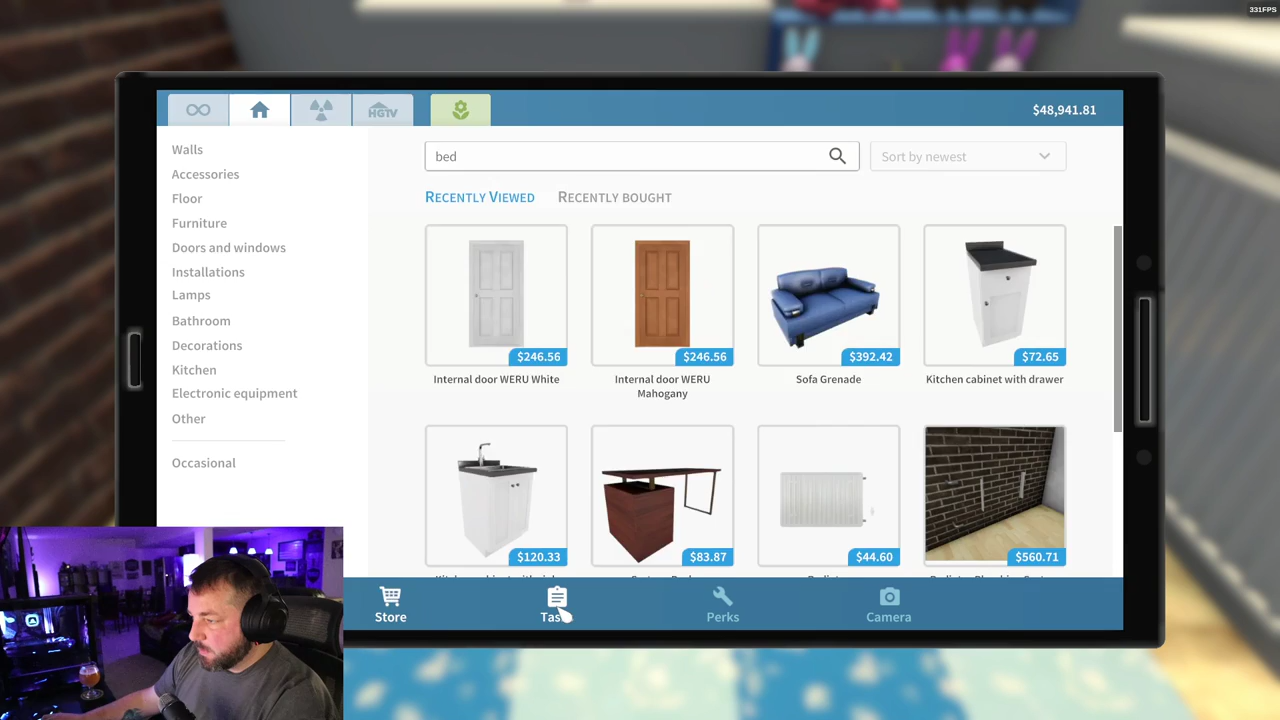 331FPS
HGTV
$48,941.81
Walls
Accessories
Floor
Furniture
Doors and windows
Installations
Lamps
Bathroom
Decorations
Kitchen
Electronic equipment
Other
Occasional
bed
Sort by newest
RECENTLY VIEWED
RECENTLY BOUGHT
$246.56
$246.56
$392.42
$72.65
Internal door WERU White
Internal door WERU
Mahogany
Sofa Grenade
Kitchen cabinet with drawer
$120.33
$83.87
$44.60
$560.71
Store
Perks
Camera